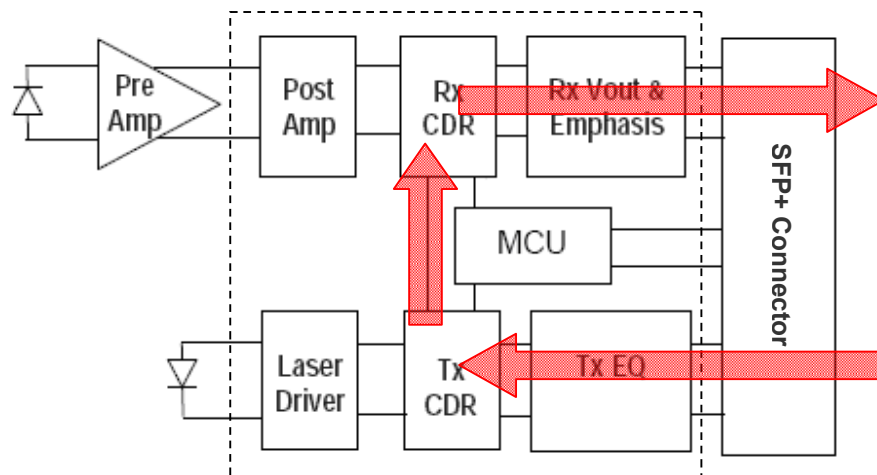 Pre
Amp
Post
Amp
Rx
CDR
Rx Vout &
Emphasis
SFP+ Connector
MCU
Laser
Driver
Tx
CDR
Tx EQ